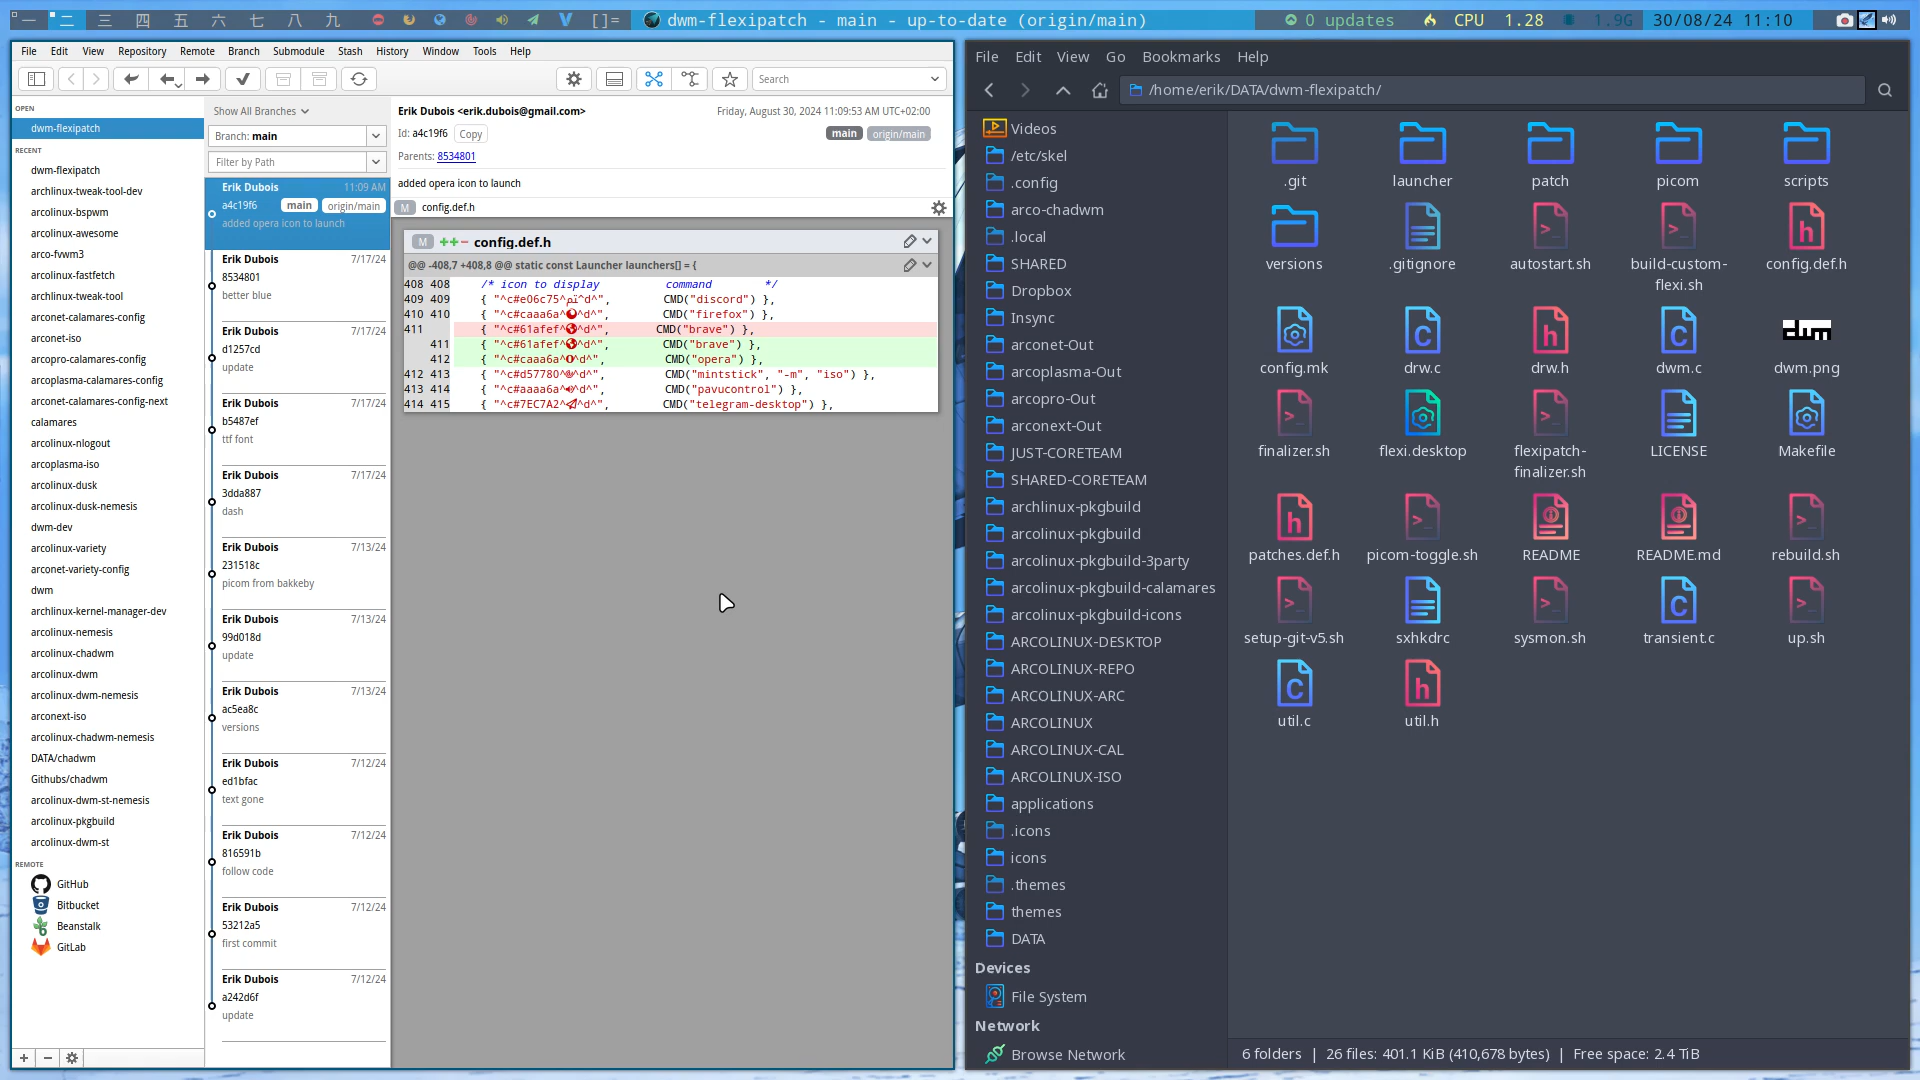 一 二 三 四 五 六 七 八 九
[]=
dwm-flexipatch - main - up-to-date (origin/main)
0 updates
CPU 1.28
1.9G
30/08/24 11:10
File Edit View Repository Remote Branch Submodule Stash History Window Tools Help
Search
OPEN
dwm-flexipatch
RECENT
dwm-flexipatch
archlinux-tweak-tool-dev
arcolinux-bspwm
arcolinux-awesome
arco-fvwm3
arcolinux-fastfetch
archlinux-tweak-tool
arconet-calamares-config
arconet-iso
arcopro-calamares-config
arcoplasma-calamares-config
arconet-calamares-config-next
calamares
arcolinux-nlogout
arcoplasma-iso
arcolinux-dusk
arcolinux-dusk-nemesis
dwm-dev
arcolinux-variety
arconet-variety-config
dwm
archlinux-kernel-manager-dev
arcolinux-nemesis
arcolinux-chadwm
arcolinux-dwm
arcolinux-dwm-nemesis
arconext-iso
arcolinux-chadwm-nemesis
DATA/chadwm
Githubs/chadwm
arcolinux-dwm-st-nemesis
arcolinux-pkgbuild
arcolinux-dwm-st
REMOTE
GitHub
Bitbucket
Beanstalk
GitLab
Show All Branches
Branch: main
Filter by Path
Erik Dubois 11:09 AM
a4c19f6 main origin/main
added opera icon to launch
Erik Dubois 7/17/24
8534801
better blue
Erik Dubois 7/17/24
d1257cd
update
Erik Dubois 7/17/24
b5487ef
ttf font
Erik Dubois 7/17/24
3dda887
dash
Erik Dubois 7/13/24
231518c
picom from bakkeby
Erik Dubois 7/13/24
99d018d
update
Erik Dubois 7/13/24
ac5ea8c
versions
Erik Dubois 7/12/24
ed1bfac
text gone
Erik Dubois 7/12/24
816591b
follow code
Erik Dubois 7/12/24
53212a5
first commit
Erik Dubois 7/12/24
a242d6f
update
Erik Dubois <erik.dubois@gmail.com> Friday, August 30, 2024 11:09:53 AM UTC+02:00
Id: a4c19f6 Copy main origin/main
Parents: 8534801
added opera icon to launch
M config.def.h
M ++− config.def.h
@@ -408,7 +408,8 @@ static const Launcher launchers[] = {
408 408 /* icon to display command */
409 409 { "^c#e06c75^ ^d^", CMD("discord") },
410 410 { "^c#caaa6a^ ^d^", CMD("firefox") },
411 { "^c#61afef^ ^d^", CMD("brave") },
411 { "^c#61afef^ ^d^", CMD("brave") },
412 { "^c#caaa6a^ ^d^", CMD("opera") },
412 413 { "^c#d57780^ ^d^", CMD("mintstick", "-m", "iso") },
413 414 { "^c#aaaa6a^ ^d^", CMD("pavucontrol") },
414 415 { "^c#7EC7A2^ ^d^", CMD("telegram-desktop") },
File Edit View Go Bookmarks Help
/home/erik/DATA/dwm-flexipatch/
Videos
/etc/skel
.config
arco-chadwm
.local
SHARED
Dropbox
Insync
arconet-Out
arcoplasma-Out
arcopro-Out
arconext-Out
JUST-CORETEAM
SHARED-CORETEAM
archlinux-pkgbuild
arcolinux-pkgbuild
arcolinux-pkgbuild-3party
arcolinux-pkgbuild-calamares
arcolinux-pkgbuild-icons
ARCOLINUX-DESKTOP
ARCOLINUX-REPO
ARCOLINUX-ARC
ARCOLINUX
ARCOLINUX-CAL
ARCOLINUX-ISO
applications
.icons
icons
.themes
themes
DATA
Devices
File System
Network
Browse Network
.git launcher patch picom scripts
versions .gitignore autostart.sh build-custom-flexi.sh config.def.h
config.mk drw.c drw.h dwm.c dwm.png
finalizer.sh flexi.desktop flexipatch-finalizer.sh LICENSE Makefile
patches.def.h picom-toggle.sh README README.md rebuild.sh
setup-git-v5.sh sxhkdrc sysmon.sh transient.c up.sh
util.c util.h
6 folders | 26 files: 401.1 KiB (410,678 bytes) | Free space: 2.4 TiB